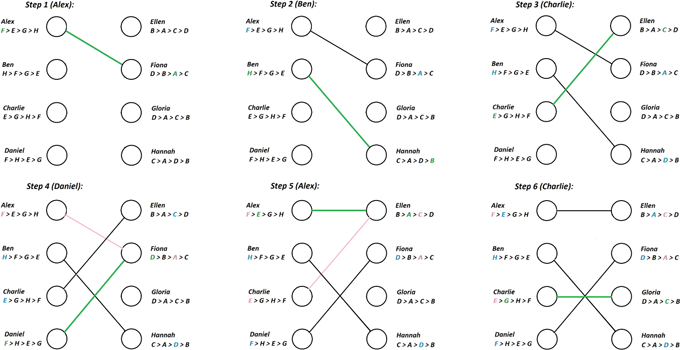 Step 1 (Alex):
Alex
F > E > G > H
Ellen
B > A > C > D
Ben
H > F > G > E
Fiona
D > B > A > C
Charlie
E > G > H > F
Gloria
D > A > C > B
Daniel
F > H > E > G
Hannah
C > A > D > B
Step 2 (Ben):
Alex
F > E > G > H
Ellen
B > A > C > D
Ben
H > F > G > E
Fiona
D > B > A > C
Charlie
E > G > H > F
Gloria
D > A > C > B
Daniel
F > H > E > G
Hannah
C > A > D > B
Step 3 (Charlie):
Alex
F > E > G > H
Ellen
B > A > C > D
Ben
H > F > G > E
Fiona
D > B > A > C
Charlie
E > G > H > F
Gloria
D > A > C > B
Daniel
F > H > E > G
Hannah
C > A > D > B
Step 4 (Daniel):
Alex
F > E > G > H
Ellen
B > A > C > D
Ben
H > F > G > E
Fiona
D > B > A > C
Charlie
E > G > H > F
Gloria
D > A > C > B
Daniel
F > H > E > G
Hannah
C > A > D > B
Step 5 (Alex):
Alex
F > E > G > H
Ellen
B > A > C > D
Ben
H > F > G > E
Fiona
D > B > A > C
Charlie
E > G > H > F
Gloria
D > A > C > B
Daniel
F > H > E > G
Hannah
C > A > D > B
Step 6 (Charlie):
Alex
F > E > G > H
Ellen
B > A > C > D
Ben
H > F > G > E
Fiona
D > B > A > C
Charlie
E > G > H > F
Gloria
D > A > C > B
Daniel
F > H > E > G
Hannah
C > A > D > B